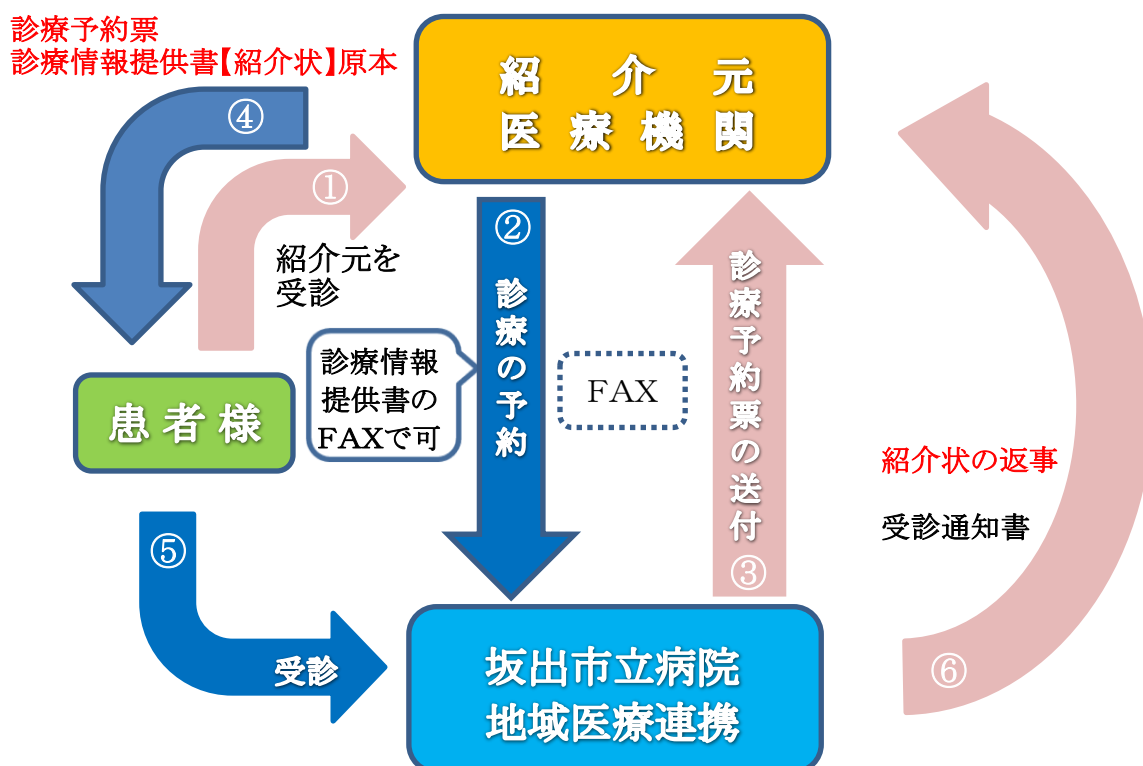 診療予約票
診療情報提供書【紹介状】原本
④
①
紹介元を
受診
紹介元
医療機関
②
診療の予約
診療情報
提供書の
FAXで可
FAX
診療予約票の送付
③
患者様
⑤
受診
坂出市立病院
地域医療連携
紹介状の返事
受診通知書
⑥